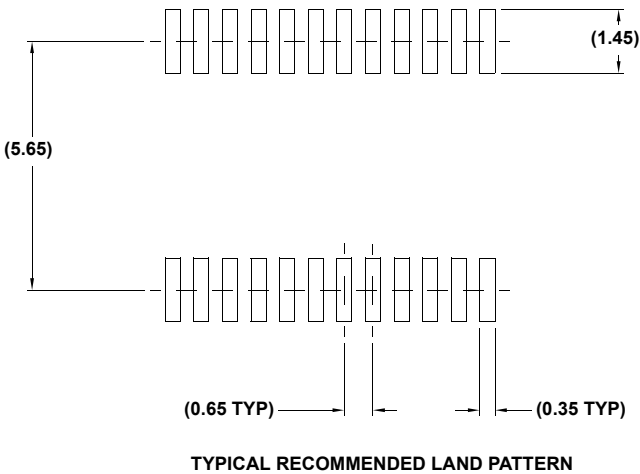 (1.45)
(5.65)
(0.65 TYP)
(0.35 TYP)
TYPICAL RECOMMENDED LAND PATTERN